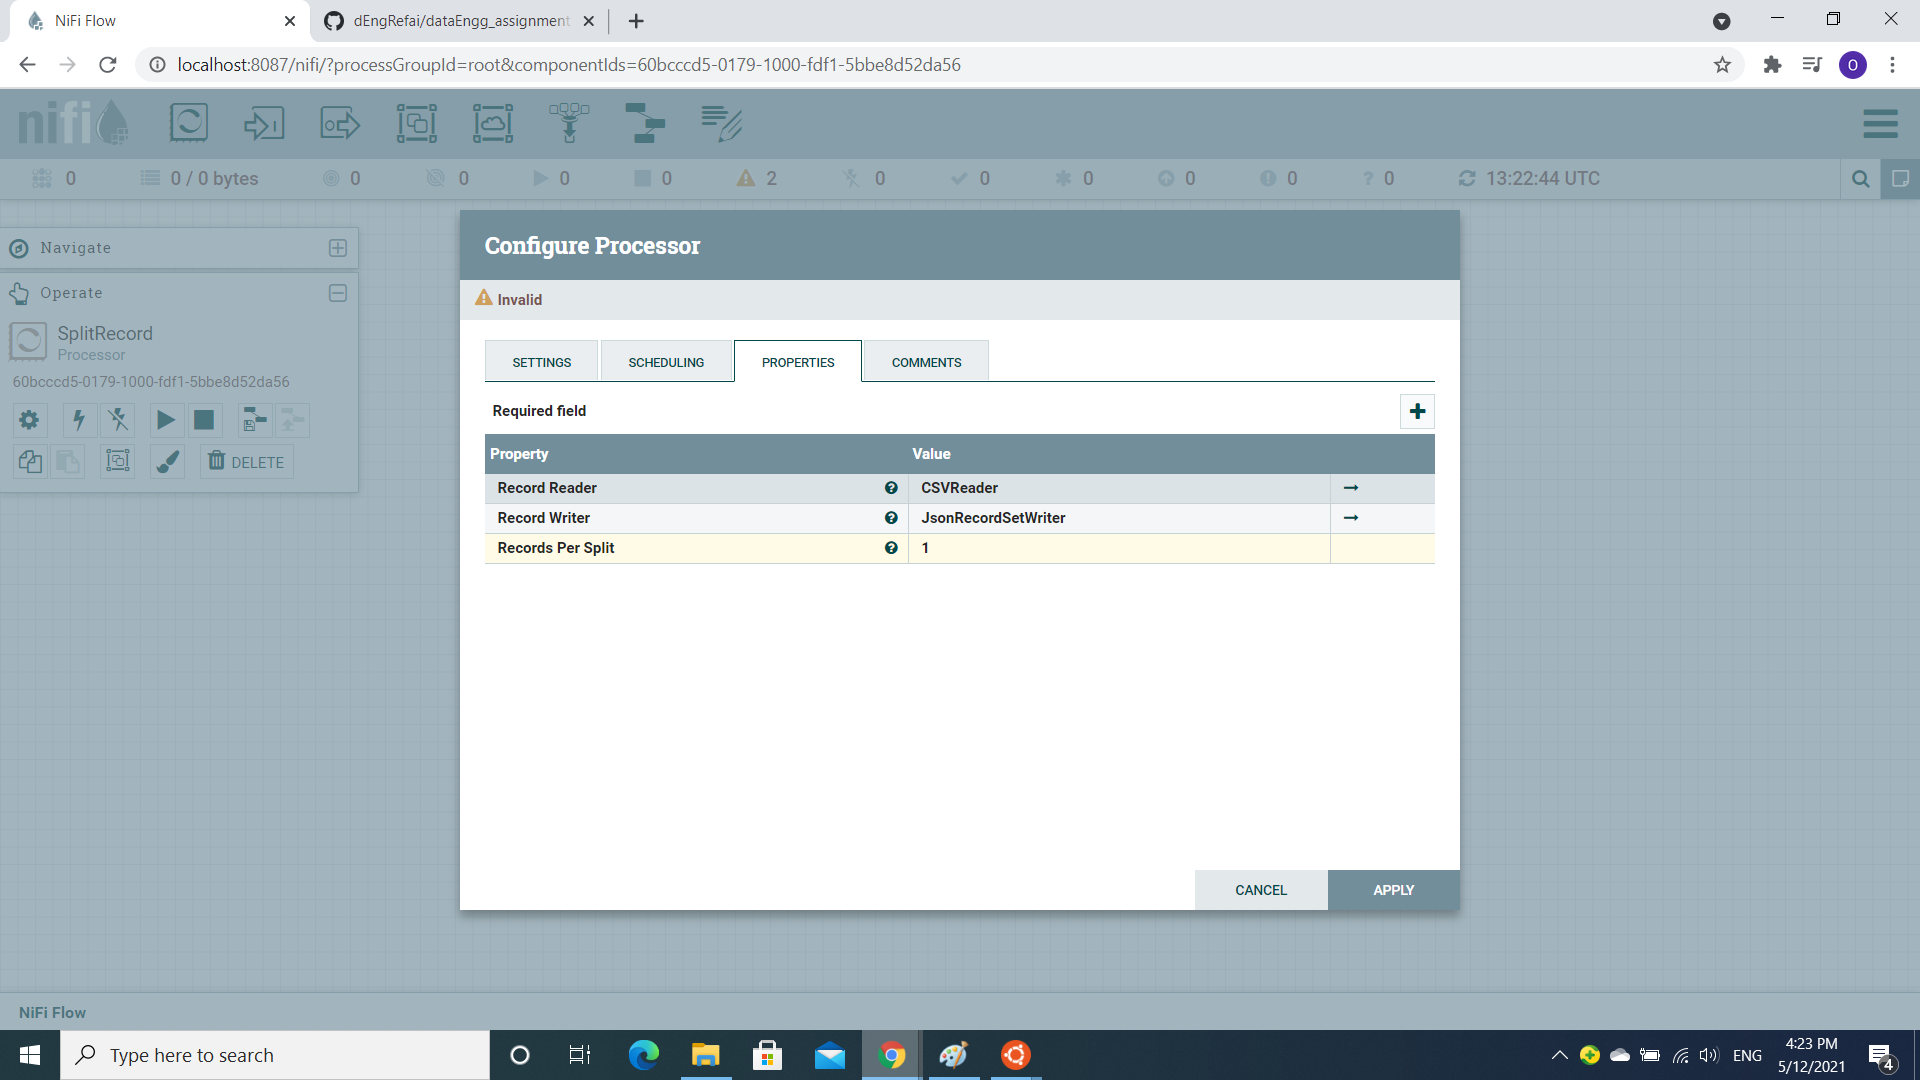 NiFi Flow
dEngRefai/dataEngg_assignment
localhost:8087/nifi/?processGroupId=root&componentIds=60bcccd5-0179-1000-fdf1-5bbe8d52da56
O
nifi
0
0 / 0 bytes
0
0
0
0
2
0
0
0
0
0
0
13:22:44 UTC
Navigate
Operate
SplitRecord
Processor
60bcccd5-0179-1000-fdf1-5bbe8d52da56
DELETE
Configure Processor
Invalid
SETTINGS
SCHEDULING
PROPERTIES
COMMENTS
Required field
Property Value
Record Reader CSVReader
Record Writer JsonRecordSetWriter
Records Per Split 1
CANCEL
APPLY
NiFi Flow
Type here to search
ENG
4:23 PM
5/12/2021
4